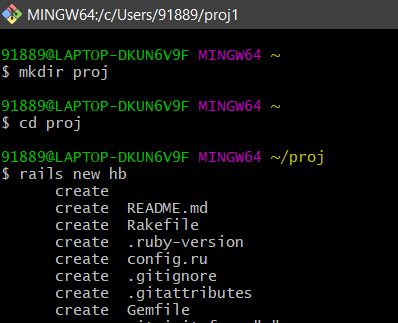 MINGW64:/c/Users/91889/proj1
91889@LAPTOP-DKUN6V9F MINGW64 ~
$ mkdir proj
91889@LAPTOP-DKUN6V9F MINGW64 ~
$ cd proj
91889@LAPTOP-DKUN6V9F MINGW64 ~/proj
$ rails new hb
create
create README.md
create Rakefile
create .ruby-version
create config.ru
create .gitignore
create .gitattributes
create Gemfile